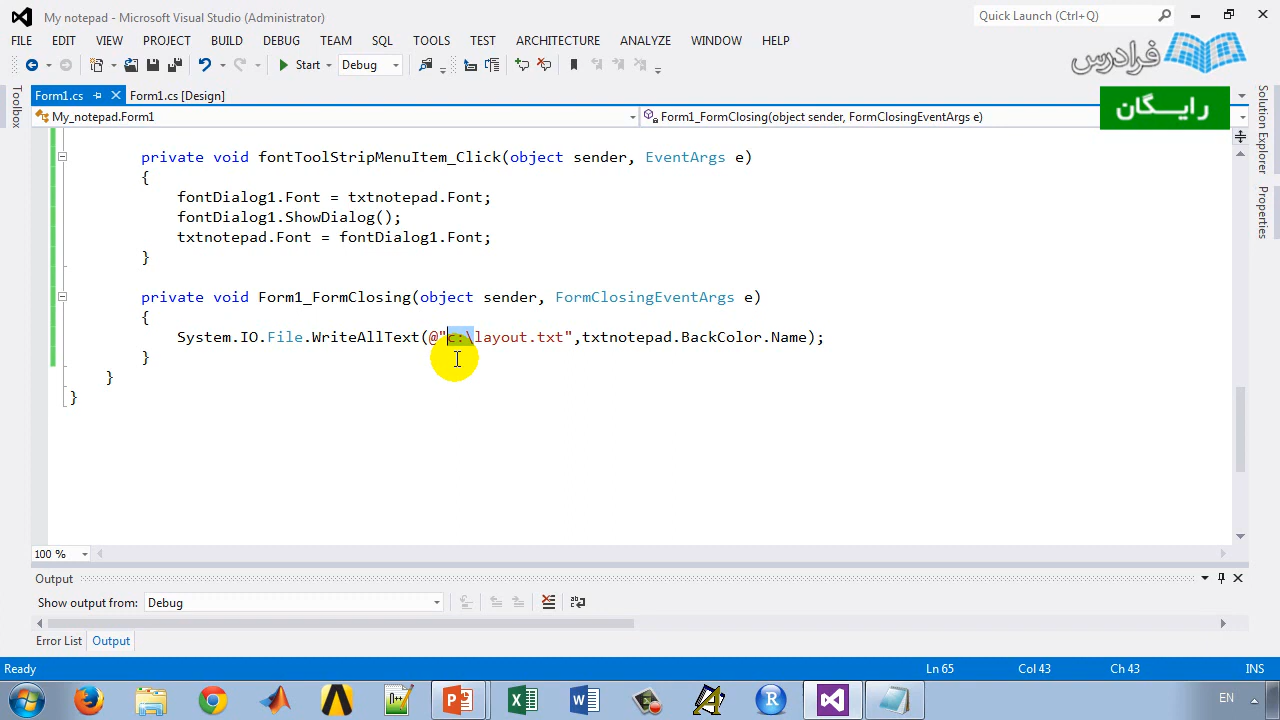 My notepad - Microsoft Visual Studio (Administrator)
Quick Launch (Ctrl+Q)
FILE EDIT VIEW PROJECT BUILD DEBUG TEAM SQL TOOLS TEST ARCHITECTURE ANALYZE WINDOW HELP
فرادرس
Start Debug
رایگان
Toolbox
Form1.cs Form1.cs [Design]
Solution Explorer
Properties
My_notepad.Form1 Form1_FormClosing(object sender, FormClosingEventArgs e)
private void fontToolStripMenuItem_Click(object sender, EventArgs e)
{
fontDialog1.Font = txtnotepad.Font;
fontDialog1.ShowDialog();
txtnotepad.Font = fontDialog1.Font;
}
private void Form1_FormClosing(object sender, FormClosingEventArgs e)
{
System.IO.File.WriteAllText(@"c:\layout.txt",txtnotepad.BackColor.Name);
}
}
}
100 %
Output
Show output from: Debug
Error List Output
Ready Ln 65 Col 43 Ch 43 INS
EN